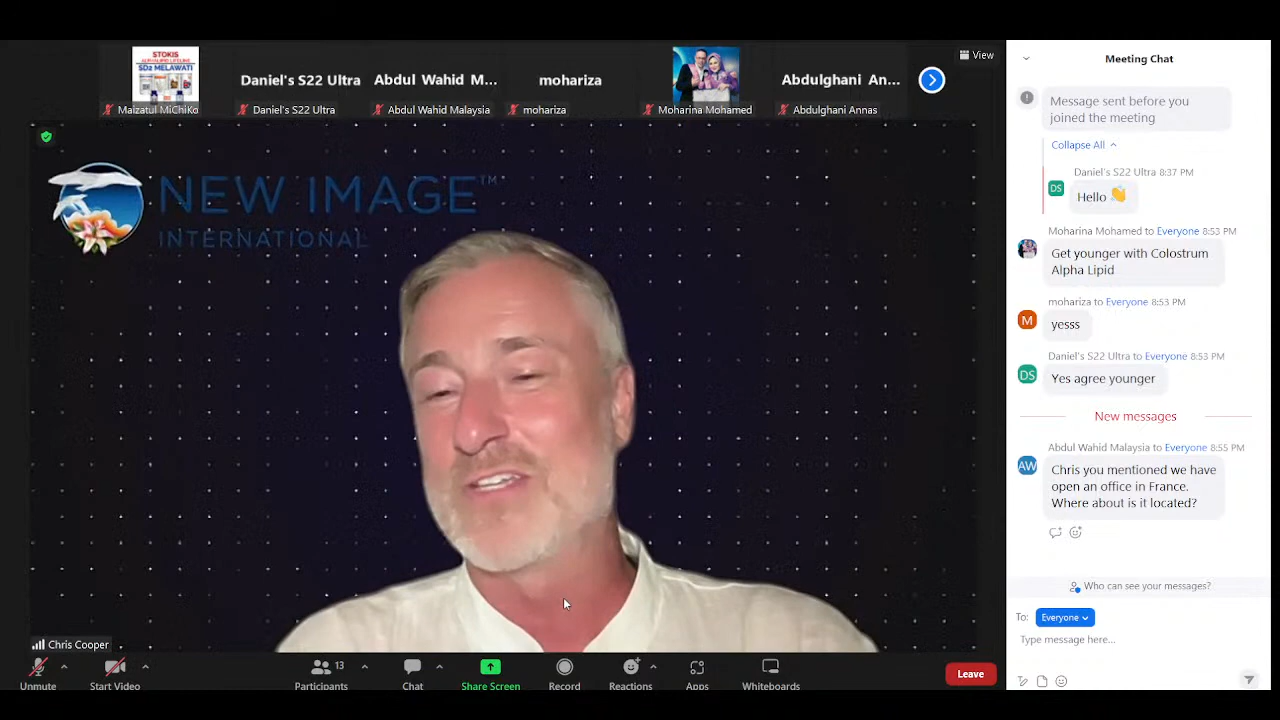 STOKIS
SD2 MELAWATI
Daniel's S22 Ultra
Abdul Wahid M...
mohariza
Abdulghani An...
View
Maizatul MiChiKo
Daniel's S22 Ultra
Abdul Wahid Malaysia
mohariza
Moharina Mohamed
Abdulghani Annas
NEW IMAGE™
INTERNATIONAL
Chris Cooper
Unmute
Start Video
13
Participants
Chat
Share Screen
Record
Reactions
Apps
Whiteboards
Leave
Meeting Chat
Message sent before you
joined the meeting
Collapse All
Daniel's S22 Ultra 8:37 PM
DS
Hello 👏
Moharina Mohamed to Everyone 8:53 PM
Get younger with Colostrum
Alpha Lipid
mohariza to Everyone 8:53 PM
M
yesss
Daniel's S22 Ultra to Everyone 8:53 PM
DS
Yes agree younger
New messages
Abdul Wahid Malaysia to Everyone 8:55 PM
AW
Chris you mentioned we have
open an office in France.
Where about is it located?
Who can see your messages?
To: Everyone
Type message here...